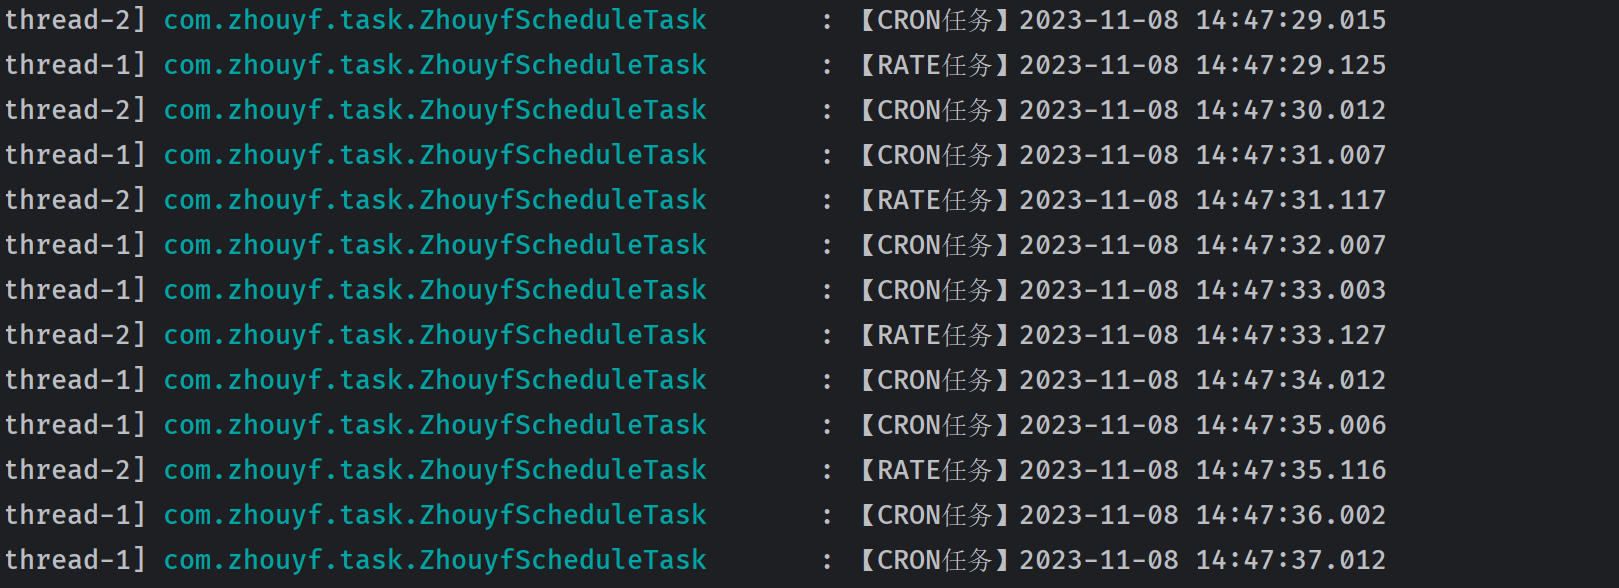 thread-2] com.zhouyf.task.ZhouyfScheduleTask : 【CRON任务】2023-11-08 14:47:29.015
thread-1] com.zhouyf.task.ZhouyfScheduleTask : 【RATE任务】2023-11-08 14:47:29.125
thread-2] com.zhouyf.task.ZhouyfScheduleTask : 【CRON任务】2023-11-08 14:47:30.012
thread-1] com.zhouyf.task.ZhouyfScheduleTask : 【CRON任务】2023-11-08 14:47:31.007
thread-2] com.zhouyf.task.ZhouyfScheduleTask : 【RATE任务】2023-11-08 14:47:31.117
thread-1] com.zhouyf.task.ZhouyfScheduleTask : 【CRON任务】2023-11-08 14:47:32.007
thread-1] com.zhouyf.task.ZhouyfScheduleTask : 【CRON任务】2023-11-08 14:47:33.003
thread-2] com.zhouyf.task.ZhouyfScheduleTask : 【RATE任务】2023-11-08 14:47:33.127
thread-1] com.zhouyf.task.ZhouyfScheduleTask : 【CRON任务】2023-11-08 14:47:34.012
thread-1] com.zhouyf.task.ZhouyfScheduleTask : 【CRON任务】2023-11-08 14:47:35.006
thread-2] com.zhouyf.task.ZhouyfScheduleTask : 【RATE任务】2023-11-08 14:47:35.116
thread-1] com.zhouyf.task.ZhouyfScheduleTask : 【CRON任务】2023-11-08 14:47:36.002
thread-1] com.zhouyf.task.ZhouyfScheduleTask : 【CRON任务】2023-11-08 14:47:37.012